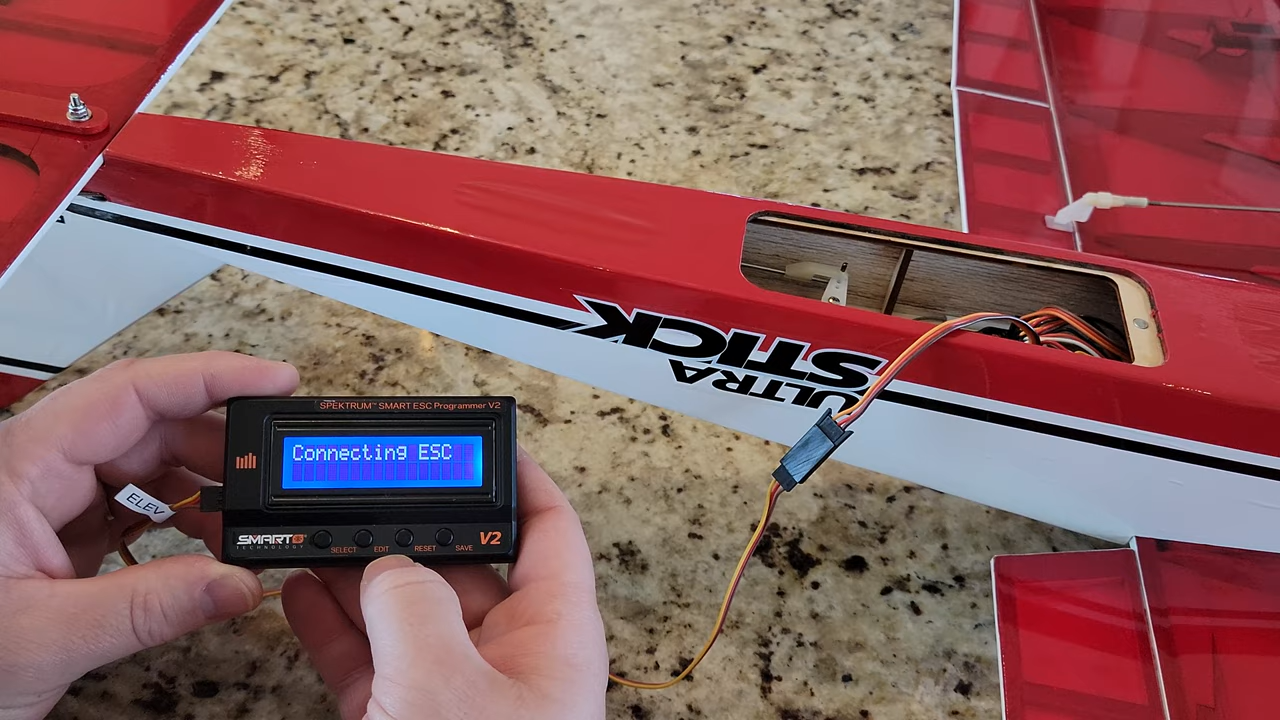 SPEKTRUM™ SMART ESC Programmer V2
Connecting ESC
SMART
TECHNOLOGY
SELECT
EDIT
RESET
SAVE
V2
ELEV
ULTRA
STICK